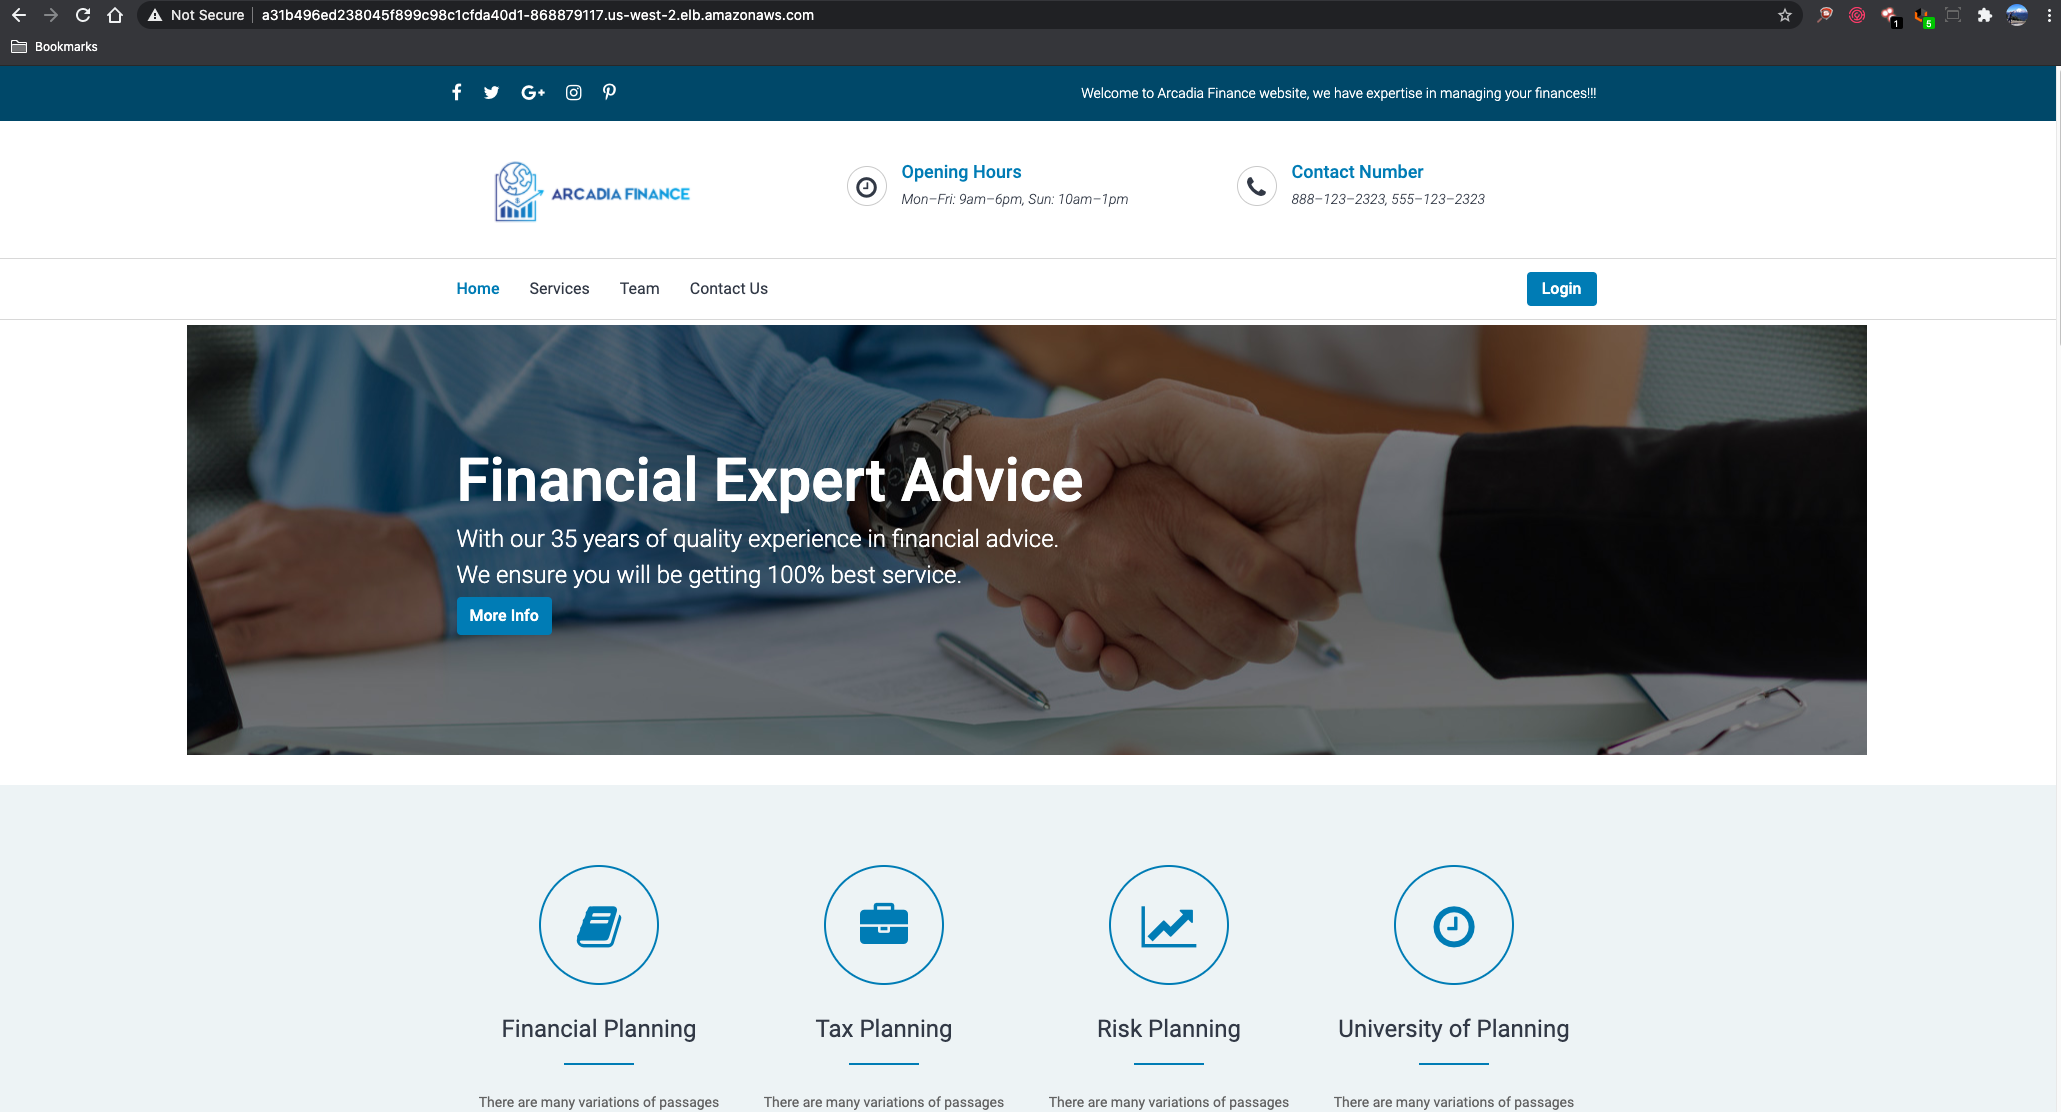 Not Secure
a31b496ed238045f899c98c1cfda40d1-868879117.us-west-2.elb.amazonaws.com
1
5
Bookmarks
Welcome to Arcadia Finance website, we have expertise in managing your finances!!!
ARCADIA FINANCE
Opening Hours
Mon–Fri: 9am–6pm, Sun: 10am–1pm
Contact Number
888–123–2323, 555–123–2323
Home
Services
Team
Contact Us
Login
Financial Expert Advice
With our 35 years of quality experience in financial advice.
We ensure you will be getting 100% best service.
More Info
Financial Planning
There are many variations of passages
Tax Planning
There are many variations of passages
Risk Planning
There are many variations of passages
University of Planning
There are many variations of passages